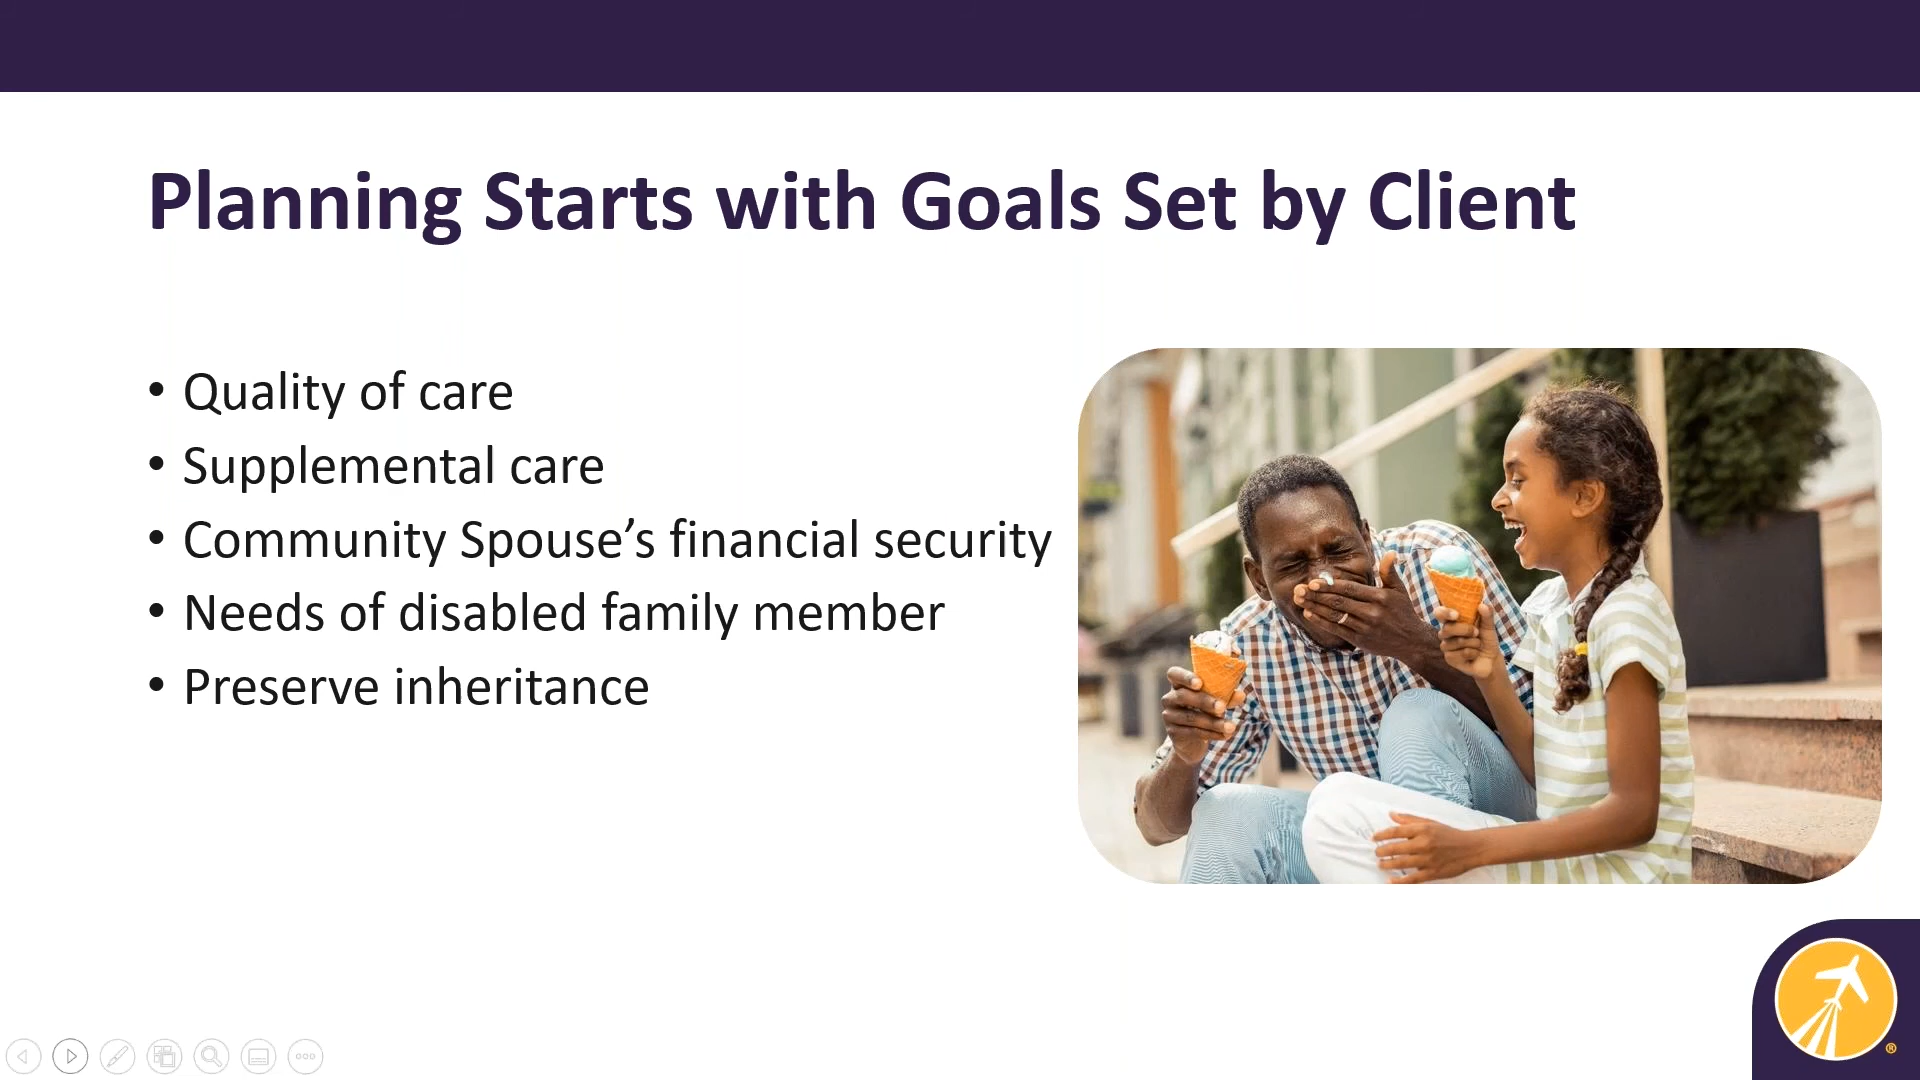 Planning Starts with Goals Set by Client
• Quality of care
• Supplemental care
• Community Spouse’s financial security
• Needs of disabled family member
• Preserve inheritance
®